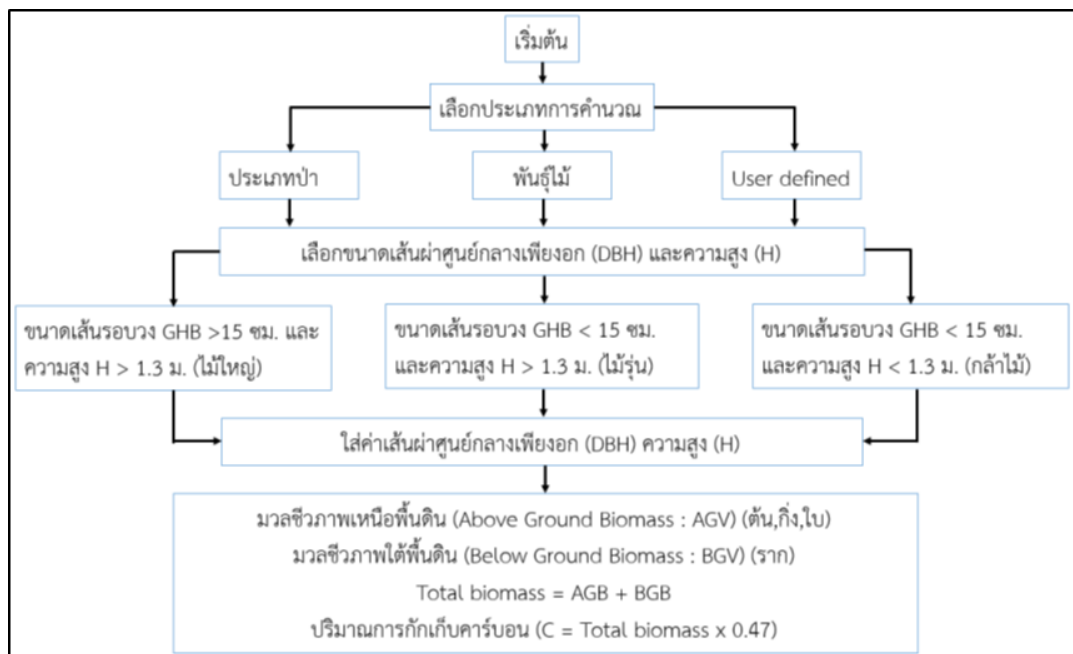 เริ่มต้น
เลือกประเภทการคำนวณ
ประเภทป่า
พันธุ์ไม้
User defined
เลือกขนาดเส้นผ่าศูนย์กลางเพียงอก (DBH) และความสูง (H)
ขนาดเส้นรอบวง GHB >15 ซม. และ
ความสูง H > 1.3 ม. (ไม้ใหญ่)
ขนาดเส้นรอบวง GHB < 15 ซม.
และความสูง H > 1.3 ม. (ไม้รุ่น)
ขนาดเส้นรอบวง GHB < 15 ซม.
และความสูง H < 1.3 ม. (กล้าไม้)
ใส่ค่าเส้นผ่าศูนย์กลางเพียงอก (DBH) ความสูง (H)
มวลชีวภาพเหนือพื้นดิน (Above Ground Biomass : AGV) (ต้น,กิ่ง,ใบ)
มวลชีวภาพใต้พื้นดิน (Below Ground Biomass : BGV) (ราก)
Total biomass = AGB + BGB
ปริมาณการกักเก็บคาร์บอน (C = Total biomass x 0.47)